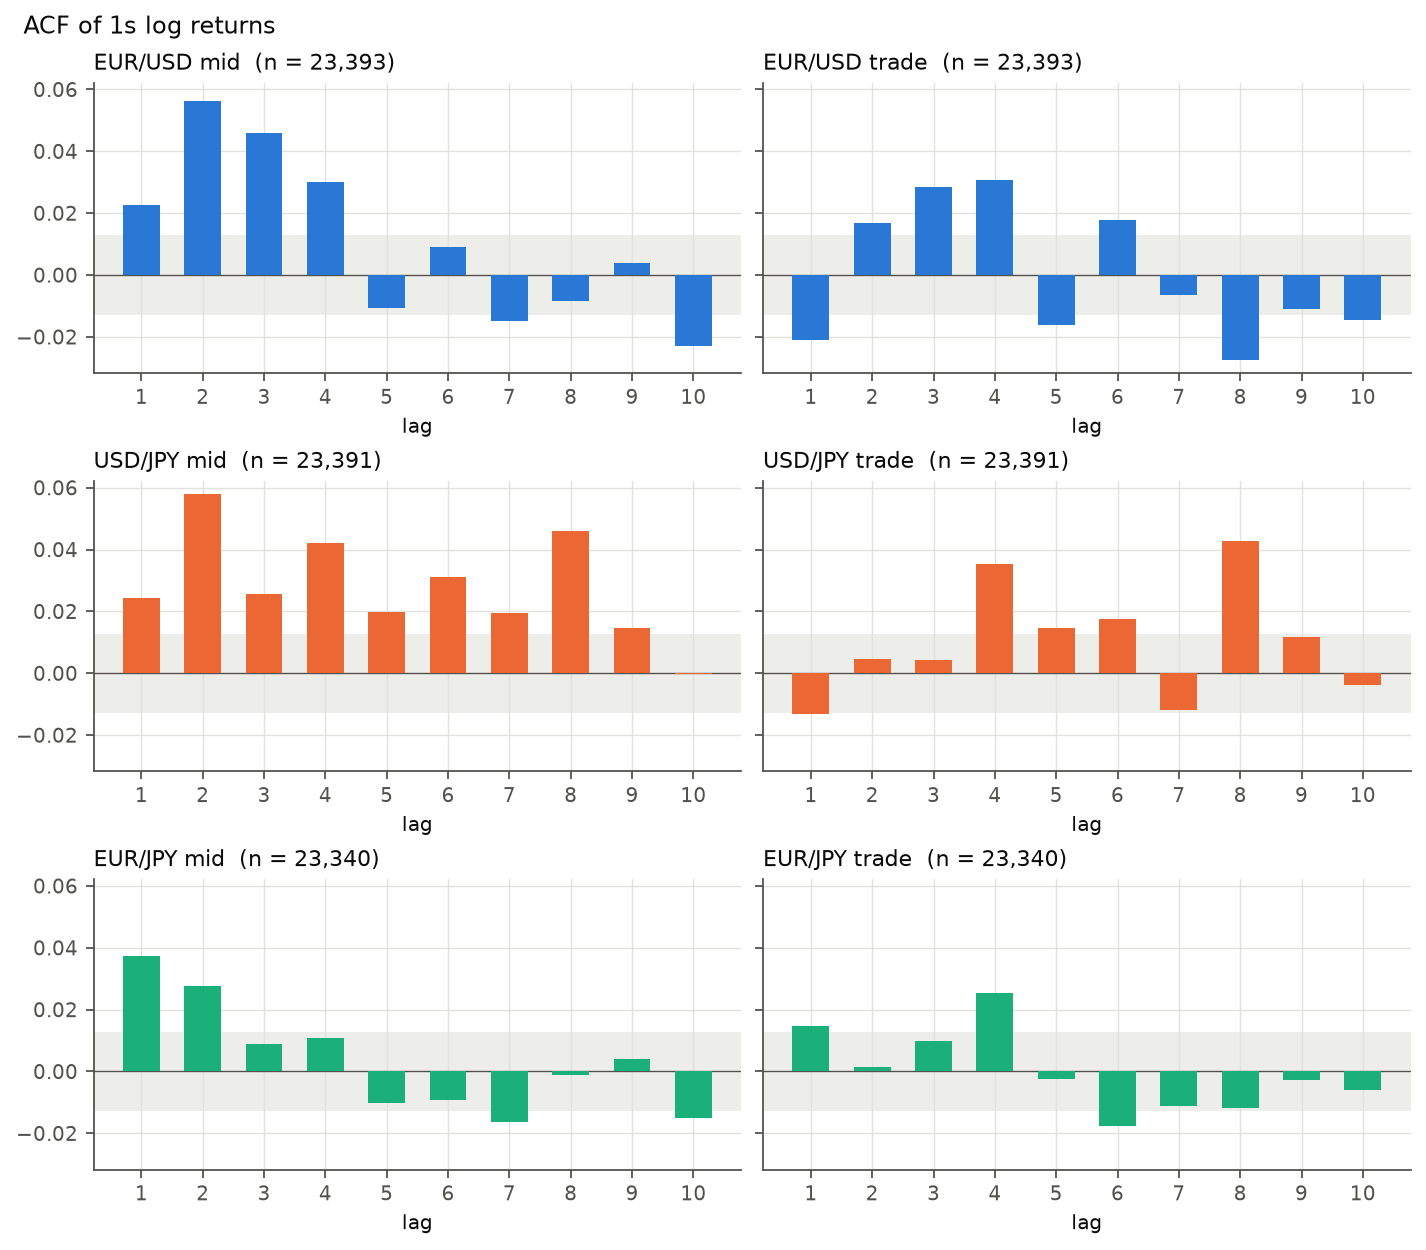 ACF of 1s log returns
EUR/USD mid  (n = 23,393)
0.06
0.04
0.02
0.00
−0.02
1 2 3 4 5 6 7 8 9 10
lag
EUR/USD trade  (n = 23,393)
1 2 3 4 5 6 7 8 9 10
lag
USD/JPY mid  (n = 23,391)
0.06
0.04
0.02
0.00
−0.02
1 2 3 4 5 6 7 8 9 10
lag
USD/JPY trade  (n = 23,391)
1 2 3 4 5 6 7 8 9 10
lag
EUR/JPY mid  (n = 23,340)
0.06
0.04
0.02
0.00
−0.02
1 2 3 4 5 6 7 8 9 10
lag
EUR/JPY trade  (n = 23,340)
1 2 3 4 5 6 7 8 9 10
lag